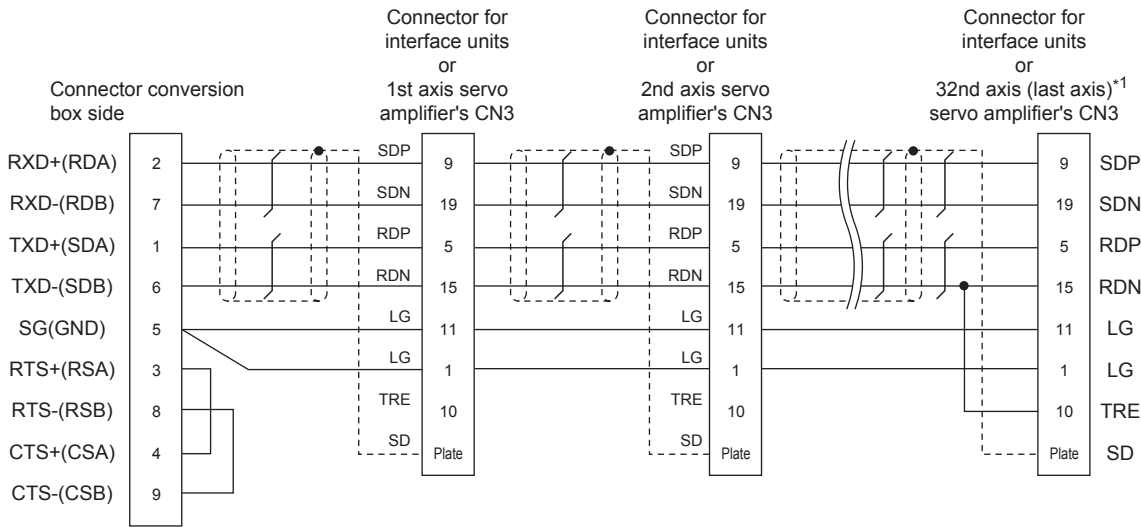 Connector for
interface units
or
1st axis servo
amplifier's CN3
Connector for
interface units
or
2nd axis servo
amplifier's CN3
Connector for
interface units
or
32nd axis (last axis)*1
servo amplifier's CN3
Connector conversion
box side
RXD+(RDA) 2 SDP 9 SDP 9 9 SDP
RXD-(RDB) 7 SDN 19 SDN 19 19 SDN
TXD+(SDA) 1 RDP 5 RDP 5 5 RDP
TXD-(SDB) 6 RDN 15 RDN 15 15 RDN
SG(GND) 5 LG 11 LG 11 11 LG
RTS+(RSA) 3 LG 1 LG 1 1 LG
RTS-(RSB) 8 TRE 10 TRE 10 10 TRE
CTS+(CSA) 4 SD Plate SD Plate Plate SD
CTS-(CSB) 9